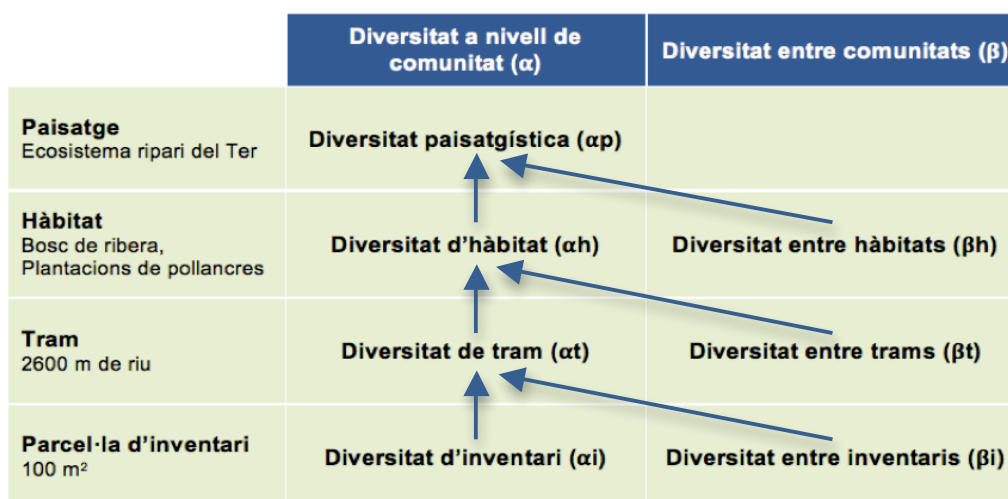 Diversitat a nivell de
comunitat (α)
Diversitat entre comunitats (β)
Paisatge
Ecosistema ripari del Ter
Diversitat paisatgística (αp)
Hàbitat
Bosc de ribera,
Plantacions de pollancres
Diversitat d’hàbitat (αh)
Diversitat entre hàbitats (βh)
Tram
2600 m de riu
Diversitat de tram (αt)
Diversitat entre trams (βt)
Parcel·la d’inventari
100 m²
Diversitat d’inventari (αi)
Diversitat entre inventaris (βi)